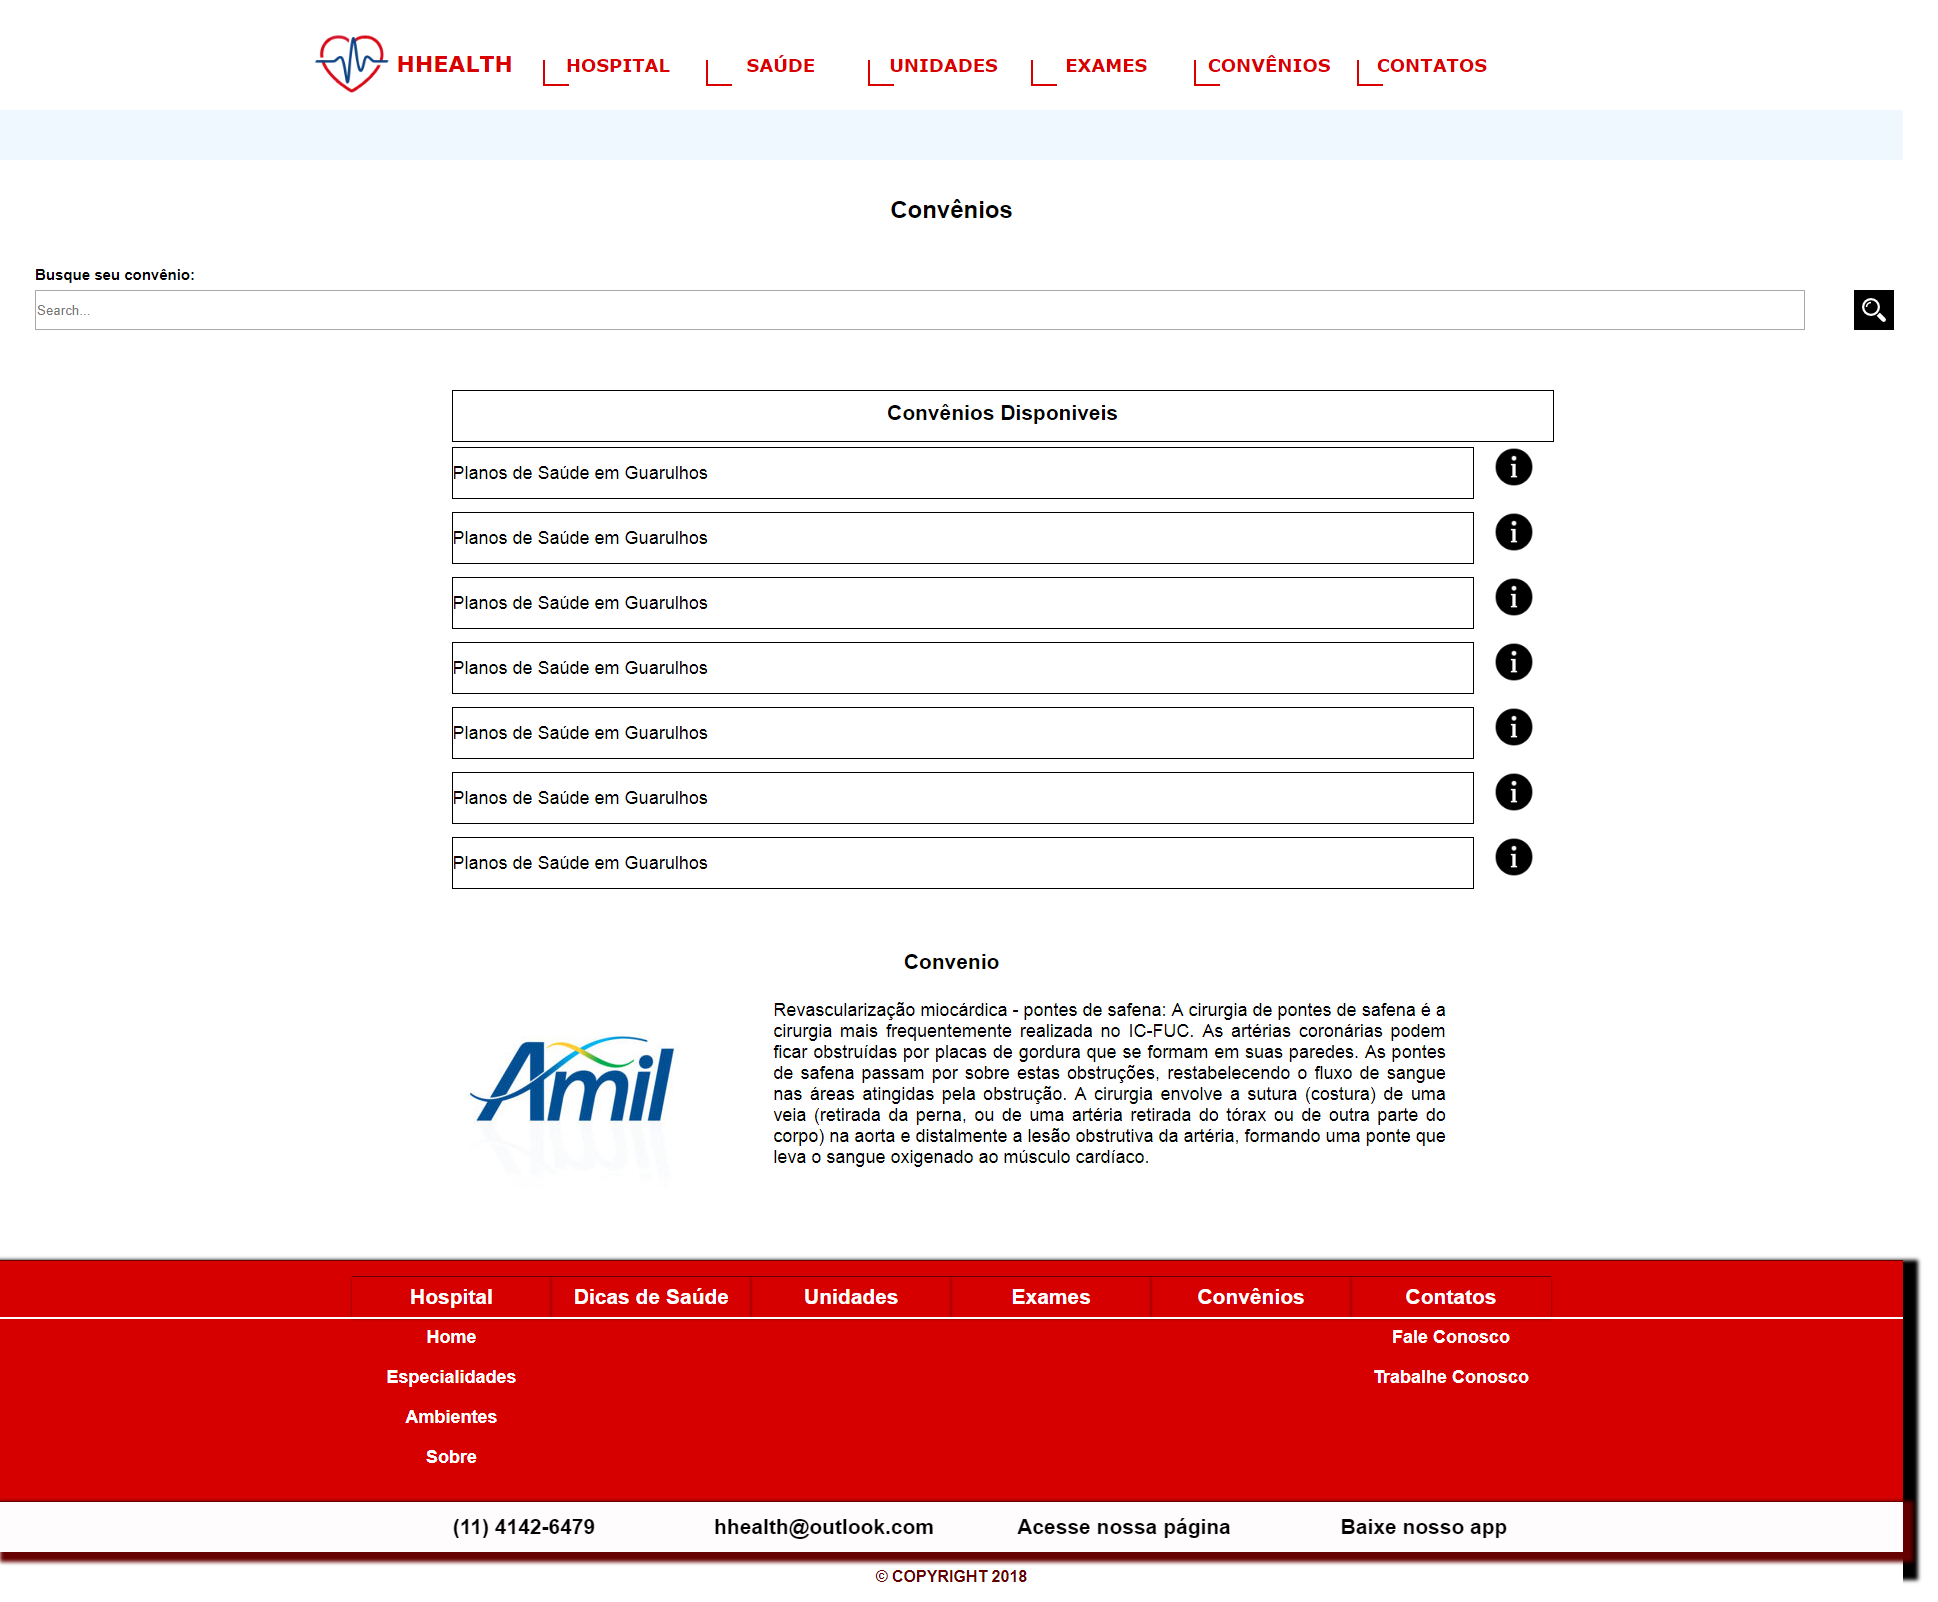 HHEALTH
HOSPITAL
SAÚDE
UNIDADES
EXAMES
CONVÊNIOS
CONTATOS
Convênios
Busque seu convênio:
Search...
Convênios Disponiveis
Planos de Saúde em Guarulhos
Planos de Saúde em Guarulhos
Planos de Saúde em Guarulhos
Planos de Saúde em Guarulhos
Planos de Saúde em Guarulhos
Planos de Saúde em Guarulhos
Planos de Saúde em Guarulhos
Convenio
Amil
Revascularização miocárdica - pontes de safena: A cirurgia de pontes de safena é a
cirurgia mais frequentemente realizada no IC-FUC. As artérias coronárias podem
ficar obstruídas por placas de gordura que se formam em suas paredes. As pontes
de safena passam por sobre estas obstruções, restabelecendo o fluxo de sangue
nas áreas atingidas pela obstrução. A cirurgia envolve a sutura (costura) de uma
veia (retirada da perna, ou de uma artéria retirada do tórax ou de outra parte do
corpo) na aorta e distalmente a lesão obstrutiva da artéria, formando uma ponte que
leva o sangue oxigenado ao músculo cardíaco.
Hospital
Dicas de Saúde
Unidades
Exames
Convênios
Contatos
Home
Fale Conosco
Especialidades
Trabalhe Conosco
Ambientes
Sobre
(11) 4142-6479
hhealth@outlook.com
Acesse nossa página
Baixe nosso app
© COPYRIGHT 2018